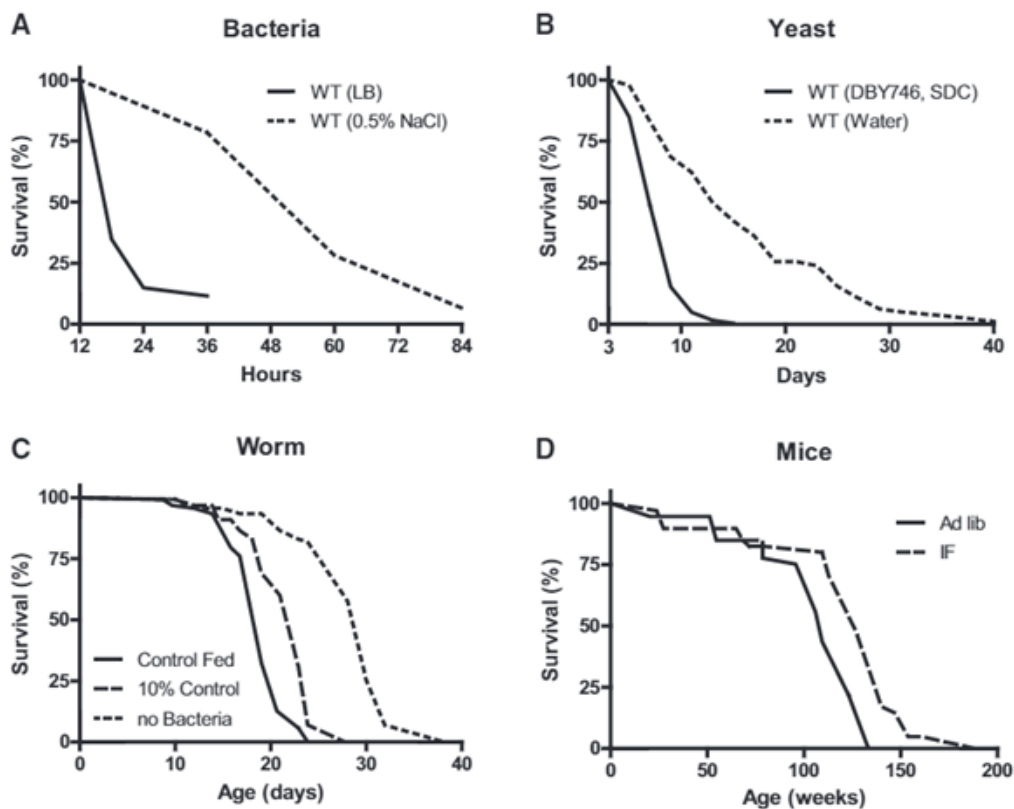 A
Bacteria
100
75
50
25
0
Survival (%)
WT (LB)
WT (0.5% NaCl)
12 24 36 48 60 72 84
Hours
B
Yeast
100
75
50
25
0
Survival (%)
WT (DBY746, SDC)
WT (Water)
3 10 20 30 40
Days
C
Worm
100
75
50
25
0
Survival (%)
Control Fed
10% Control
no Bacteria
0 10 20 30 40
Age (days)
D
Mice
100
75
50
25
0
Survival (%)
Ad lib
IF
0 50 100 150 200
Age (weeks)